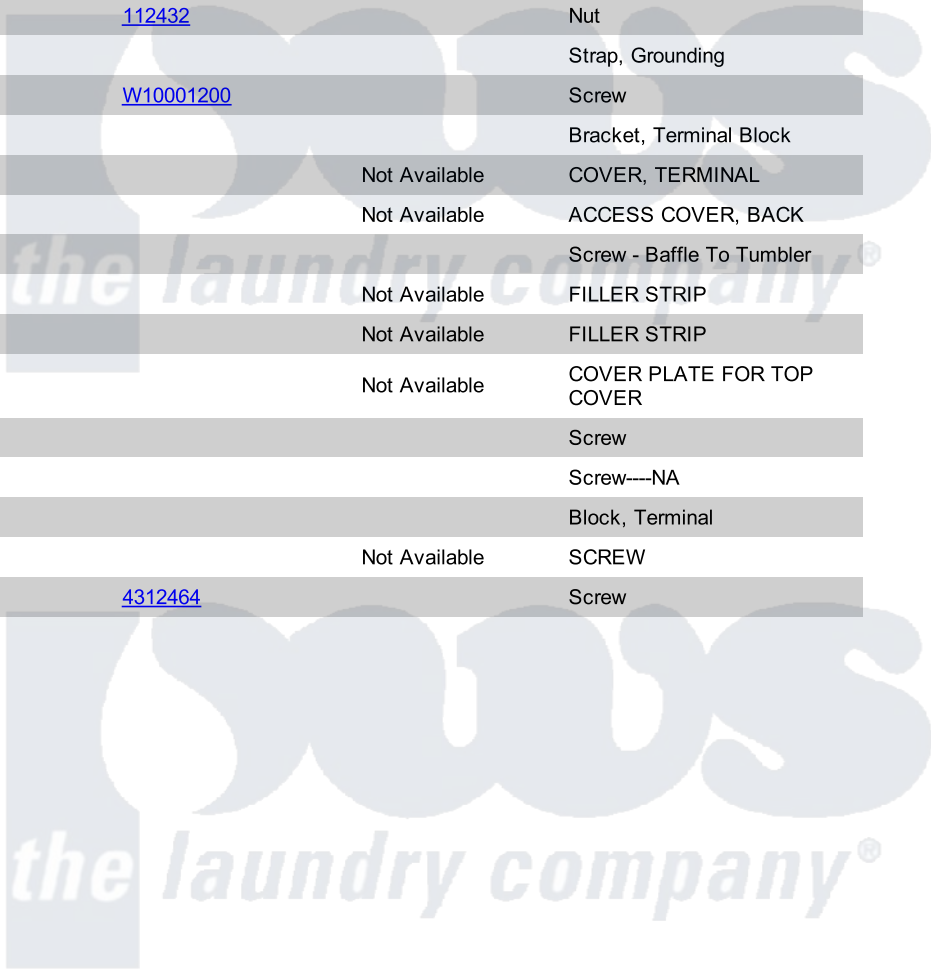 112432 Nut
Strap, Grounding
W10001200 Screw
Bracket, Terminal Block
Not Available COVER, TERMINAL
Not Available ACCESS COVER, BACK
Screw - Baffle To Tumbler
Not Available FILLER STRIP
Not Available FILLER STRIP
Not Available COVER PLATE FOR TOP
COVER
Screw
Screw----NA
Block, Terminal
Not Available SCREW
4312464 Screw
pws
the laundry company®
pws
the laundry company®